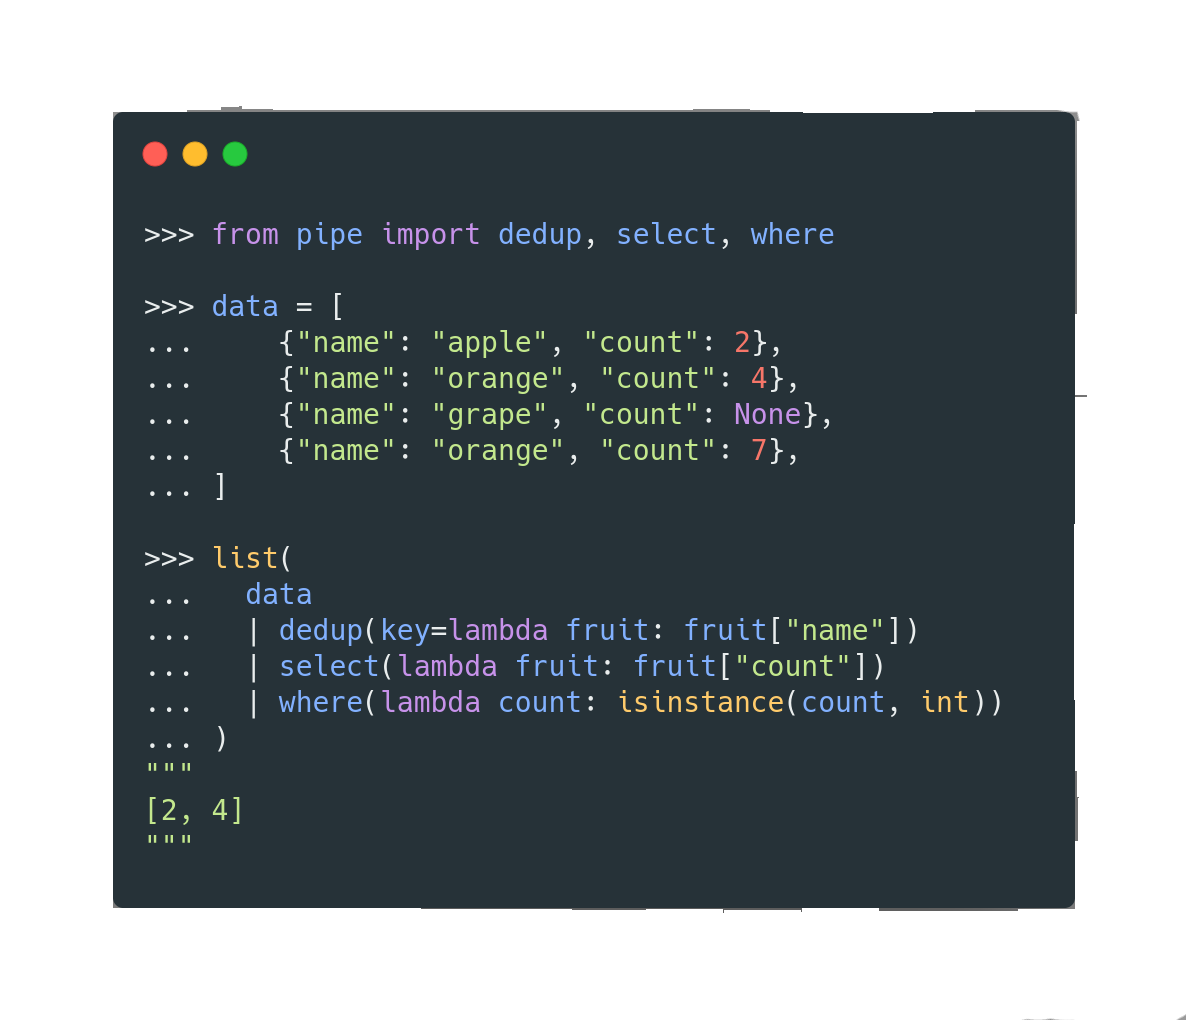 >>> from pipe import dedup, select, where
>>> data = [
...     {"name": "apple", "count": 2},
...     {"name": "orange", "count": 4},
...     {"name": "grape", "count": None},
...     {"name": "orange", "count": 7},
... ]
>>> list(
...   data
...   | dedup(key=lambda fruit: fruit["name"])
...   | select(lambda fruit: fruit["count"])
...   | where(lambda count: isinstance(count, int))
... )
"""
[2, 4]
"""